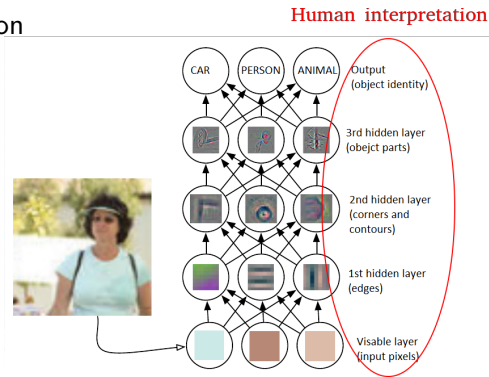 on
Human interpretation
CAR PERSON ANIMAL
Output
(object identity)
3rd hidden layer
(obejct parts)
2nd hidden layer
(corners and
contours)
1st hidden layer
(edges)
Visable layer
(input pixels)